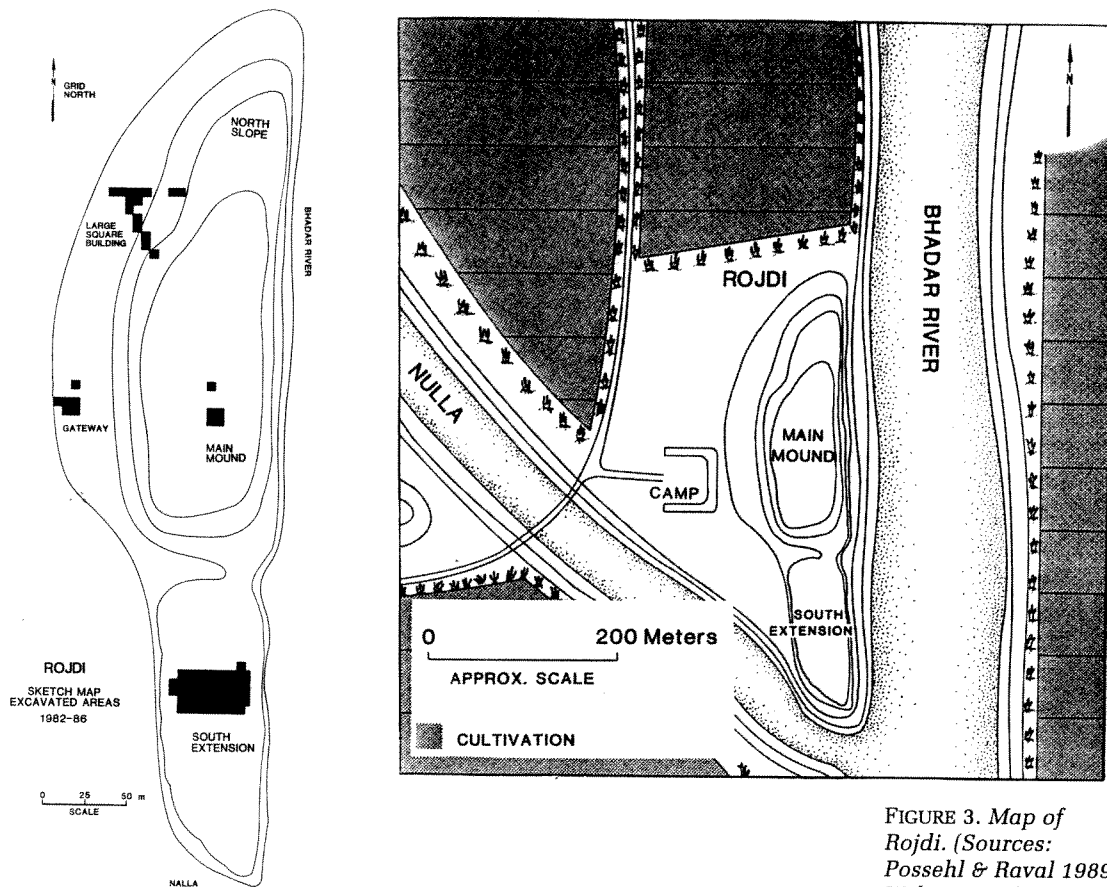 N
GRID
NORTH
NORTH
SLOPE
BHADAR RIVER
LARGE
SQUARE
BUILDING
GATEWAY
MAIN
MOUND
ROJDI
SKETCH MAP
EXCAVATED AREAS
1982-86
SOUTH
EXTENSION
0 25 50 m
SCALE
NALLA
N
ROJDI
BHADAR RIVER
NULLA
MAIN
MOUND
CAMP
SOUTH
EXTENSION
0 200 Meters
APPROX. SCALE
CULTIVATION
FIGURE 3. Map of
Rojdi. (Sources:
Possehl & Raval 1989